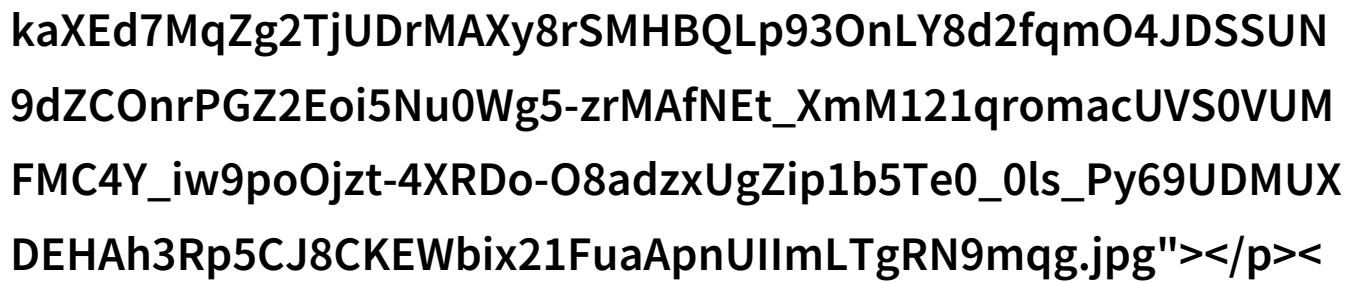 kaXEd7MqZg2TjUDrMAXy8rSMHBQLp93OnLY8d2fqmO4JDSSUN
9dZCOnrPGZ2Eoi5Nu0Wg5-zrMAfNEt_XmM121qromacUVS0VUM
FMC4Y_iw9poOjzt-4XRDo-O8adzxUgZip1b5Te0_0ls_Py69UDMUX
DEHAh3Rp5CJ8CKEWbix21FuaApnUIImLTgRN9mqg.jpg"></p><